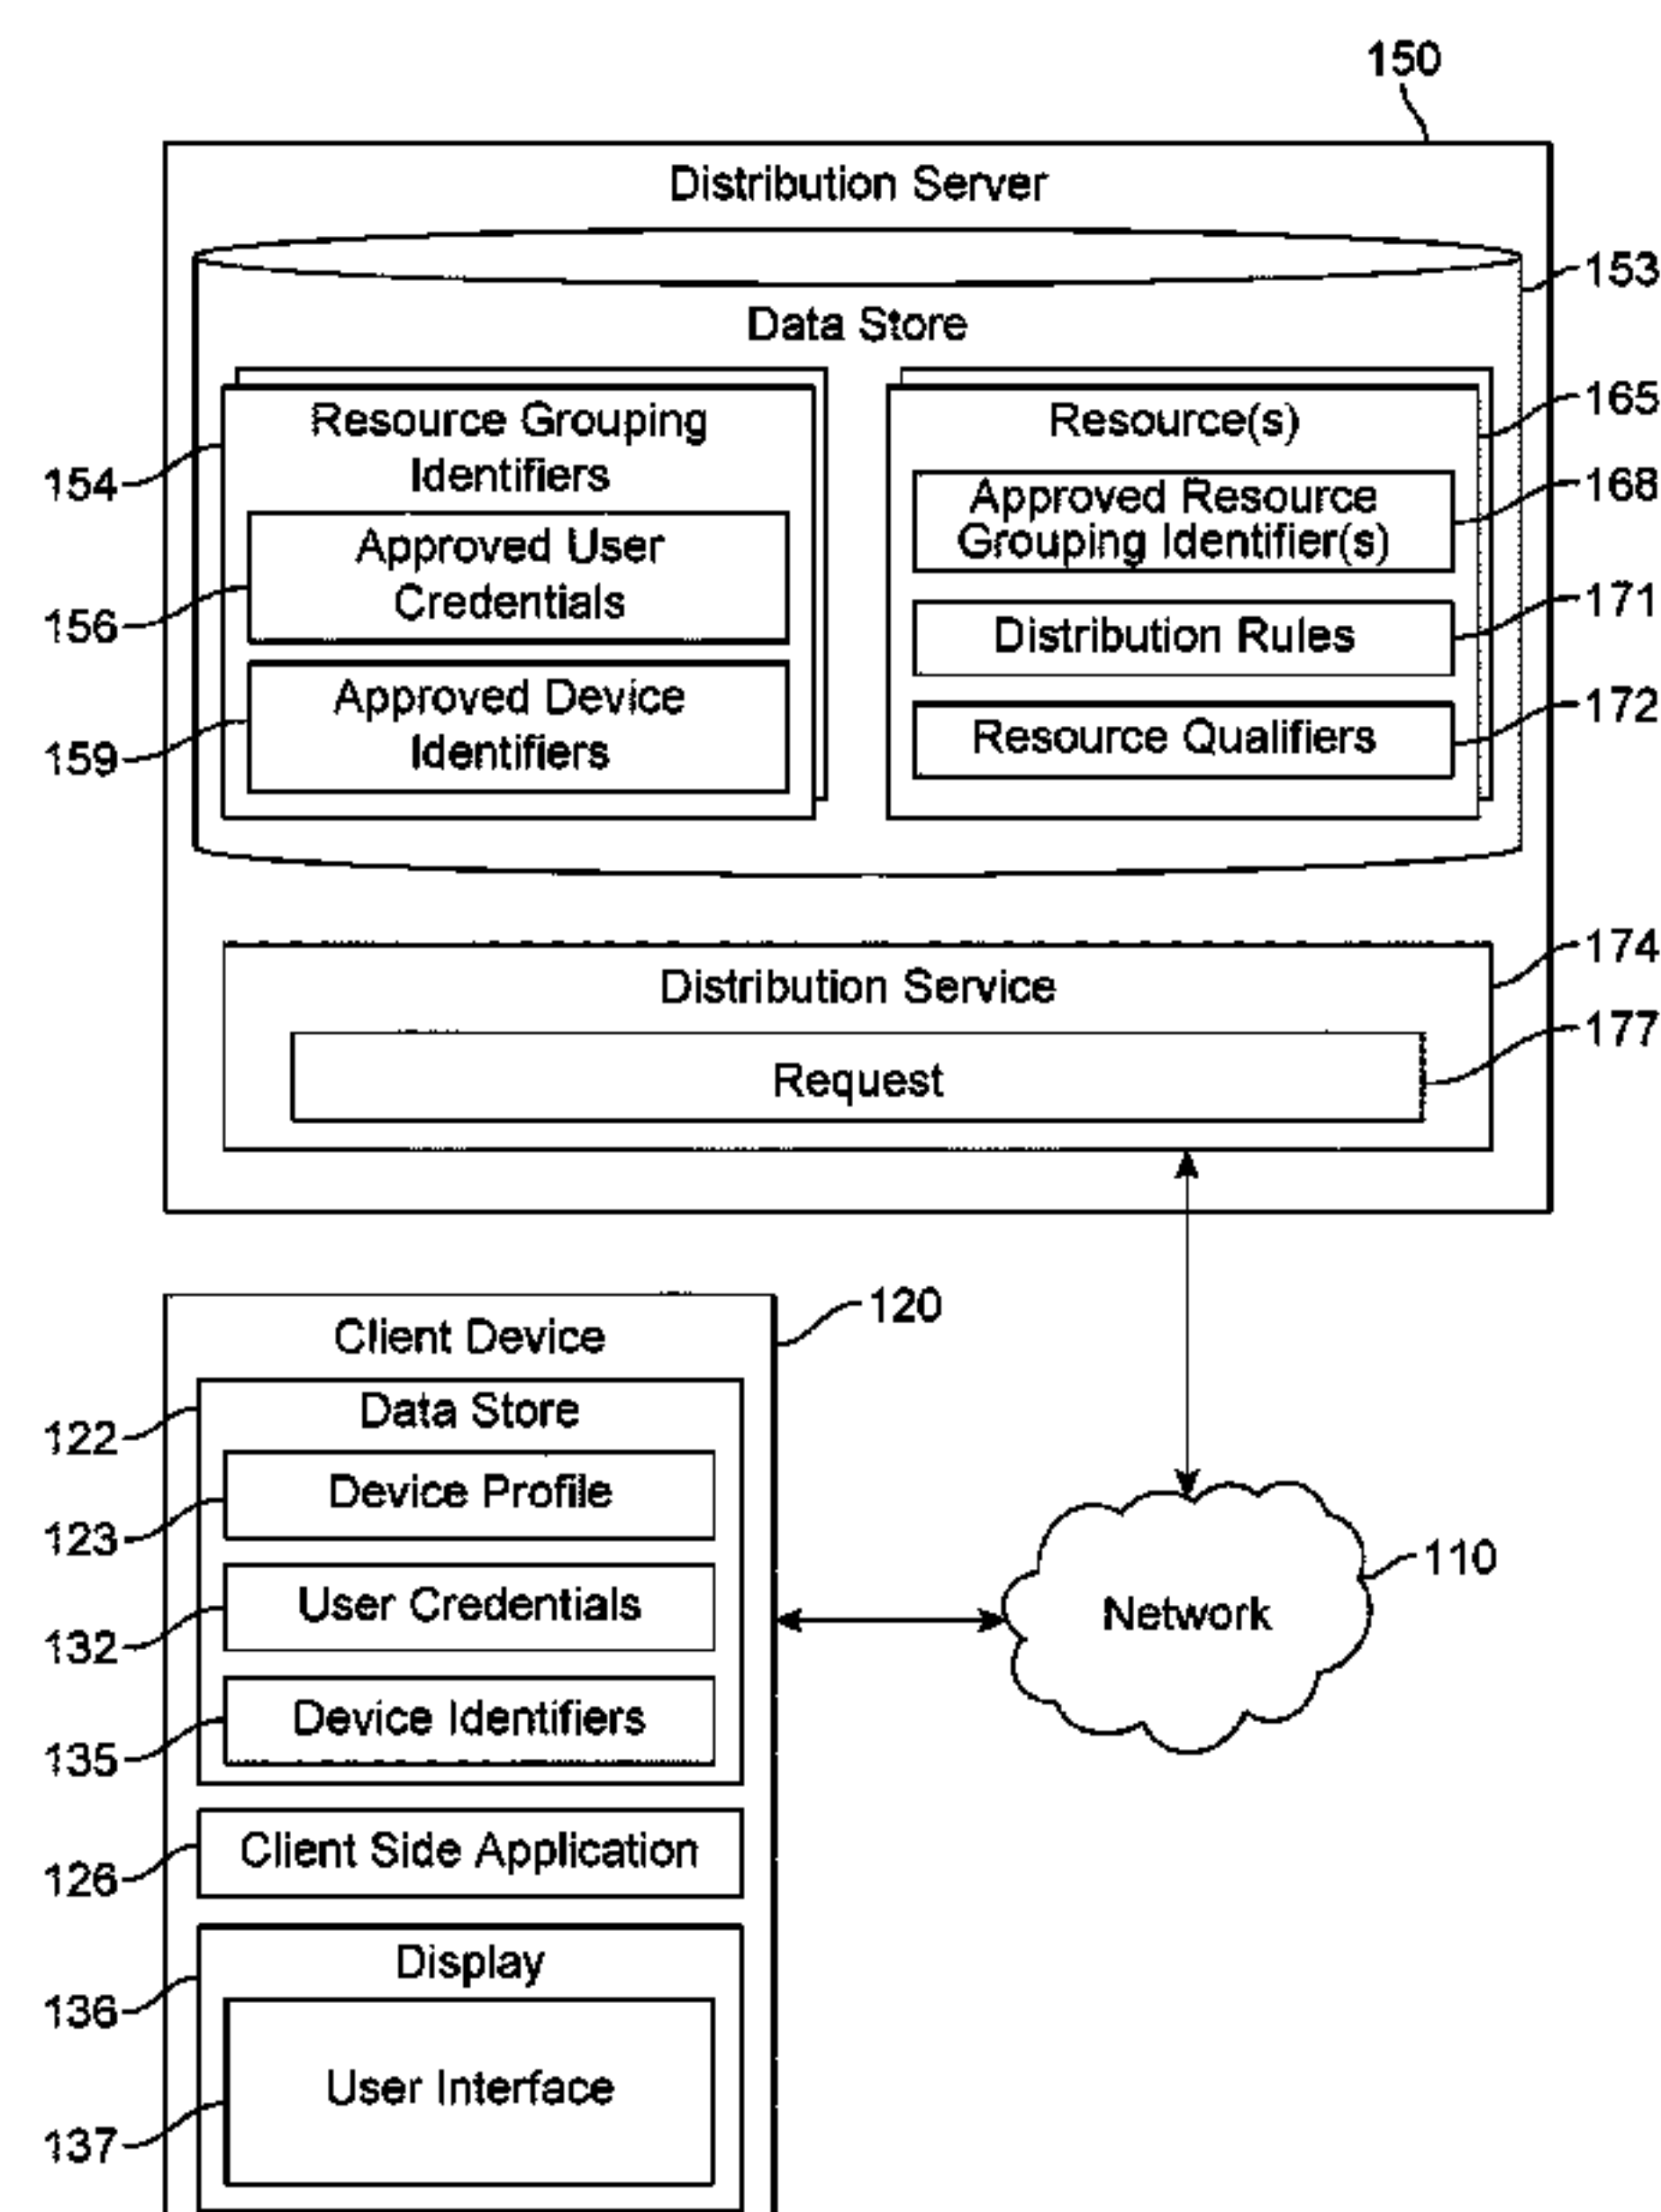 150
Distribution Server
153
Data Store
Resource Grouping
Identifiers
154
Approved User
Credentials
156
Approved Device
Identifiers
159
Resource(s)
165
Approved Resource
Grouping Identifier(s)
168
Distribution Rules
171
Resource Qualifiers
172
Distribution Service
174
Request
177
Client Device
120
Data Store
122
Device Profile
123
User Credentials
132
Device Identifiers
135
Client Side Application
126
Display
136
User Interface
137
Network
110